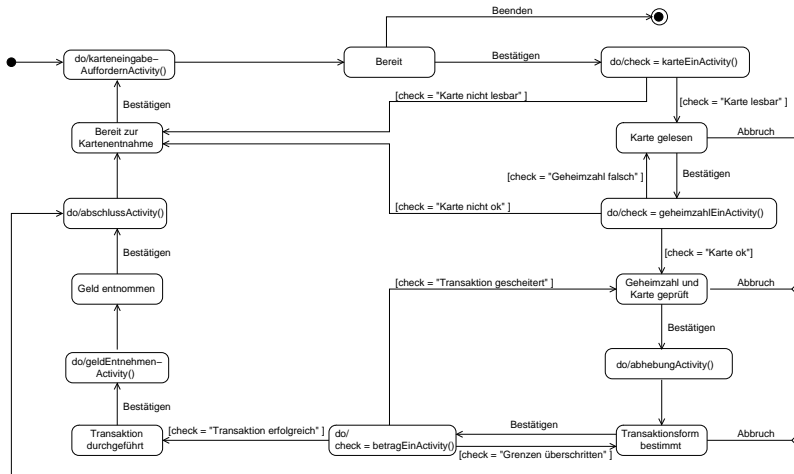 Beenden
do/karteneingabe–
AuffordernActivity()
Bereit
Bestätigen
do/check = karteEinActivity()
Bestätigen
[check = "Karte nicht lesbar" ]
[check = "Karte lesbar" ]
Bereit zur
Kartenentnahme
Karte gelesen
Abbruch
[check = "Geheimzahl falsch" ]
Bestätigen
do/abschlussActivity()
[check = "Karte nicht ok" ]
do/check = geheimzahlEinActivity()
Bestätigen
[check = "Karte ok"]
Geld entnommen
[check = "Transaktion gescheitert" ]
Geheimzahl und
Karte geprüft
Abbruch
Bestätigen
do/geldEntnehmen–
Activity()
do/abhebungActivity()
Bestätigen
Transaktion
durchgeführt
[check = "Transaktion erfolgreich" ]
do/
check = betragEinActivity()
Bestätigen
[check = "Grenzen überschritten" ]
Transaktionsform
bestimmt
Abbruch